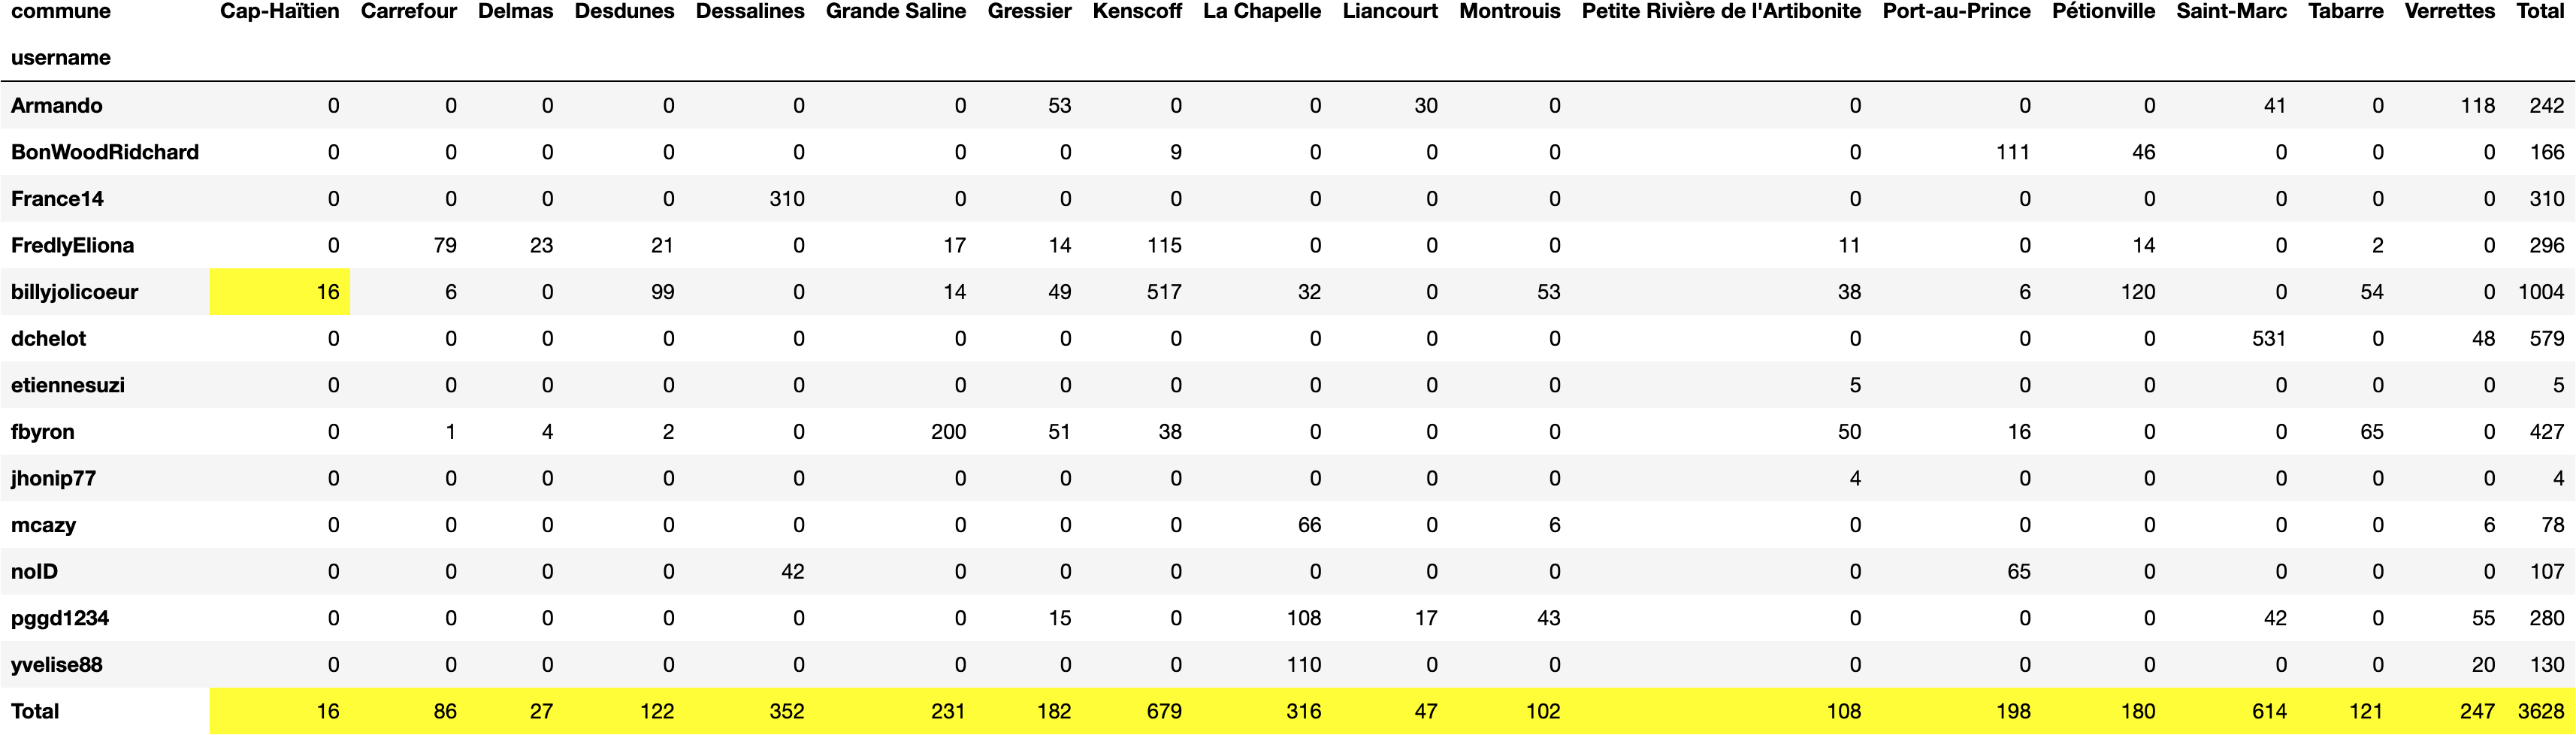 commune Cap-Haïtien Carrefour Delmas Desdunes Dessalines Grande Saline Gressier Kenscoff La Chapelle Liancourt Montrouis Petite Rivière de l'Artibonite Port-au-Prince Pétionville Saint-Marc Tabarre Verrettes Total
username
Armando 0 0 0 0 0 0 53 0 0 30 0 0 0 0 41 0 118 242
BonWoodRidchard 0 0 0 0 0 0 0 9 0 0 0 0 111 46 0 0 0 166
France14 0 0 0 0 310 0 0 0 0 0 0 0 0 0 0 0 0 310
FredlyEliona 0 79 23 21 0 17 14 115 0 0 0 11 0 14 0 2 0 296
billyjolicoeur 16 6 0 99 0 14 49 517 32 0 53 38 6 120 0 54 0 1004
dchelot 0 0 0 0 0 0 0 0 0 0 0 0 0 0 531 0 48 579
etiennesuzi 0 0 0 0 0 0 0 0 0 0 0 5 0 0 0 0 0 5
fbyron 0 1 4 2 0 200 51 38 0 0 0 50 16 0 0 65 0 427
jhonip77 0 0 0 0 0 0 0 0 0 0 0 4 0 0 0 0 0 4
mcazy 0 0 0 0 0 0 0 0 66 0 6 0 0 0 0 0 6 78
noID 0 0 0 0 42 0 0 0 0 0 0 0 65 0 0 0 0 107
pggd1234 0 0 0 0 0 0 15 0 108 17 43 0 0 0 42 0 55 280
yvelise88 0 0 0 0 0 0 0 0 110 0 0 0 0 0 0 0 20 130
Total 16 86 27 122 352 231 182 679 316 47 102 108 198 180 614 121 247 3628